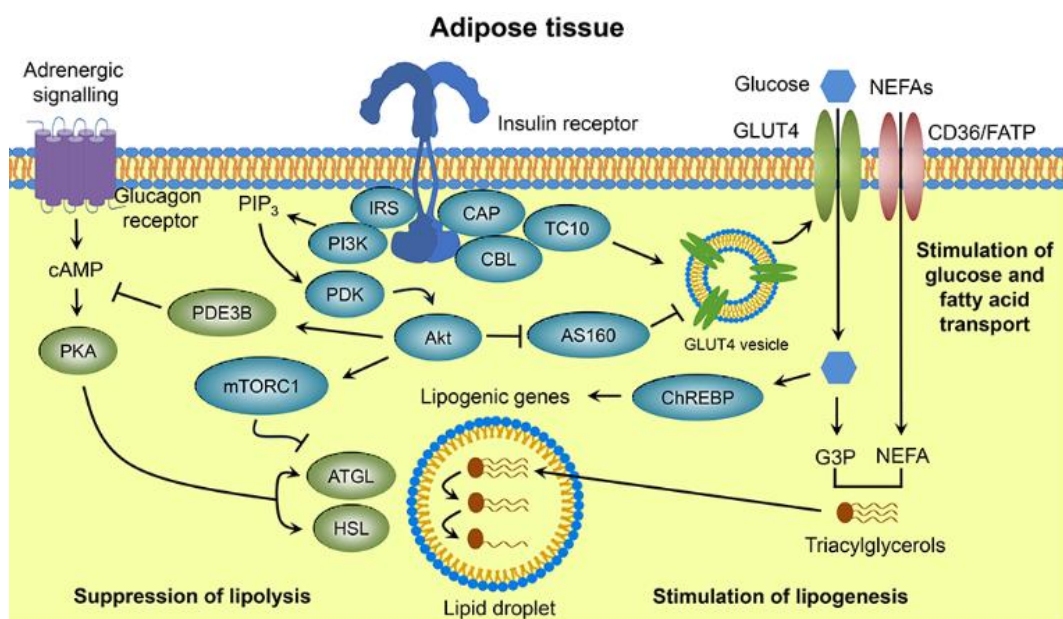 Adipose tissue
Adrenergic
signalling
Insulin receptor
Glucose
NEFAs
GLUT4
CD36/FATP
Glucagon
receptor
PIP3
IRS
PI3K
CAP
CBL
TC10
PDK
cAMP
PDE3B
PKA
Akt
AS160
GLUT4 vesicle
Stimulation of
glucose and
fatty acid
transport
mTORC1
Lipogenic genes
ChREBP
ATGL
HSL
G3P
NEFA
Triacylglycerols
Suppression of lipolysis
Lipid droplet
Stimulation of lipogenesis